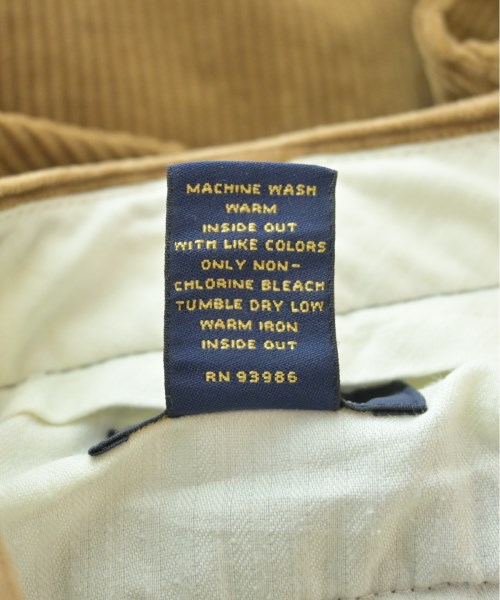 MACHINE WASH
WARM
INSIDE OUT
WITH LIKE COLORS
ONLY NON-
CHLORINE BLEACH
TUMBLE DRY LOW
WARM IRON
INSIDE OUT
RN 93986